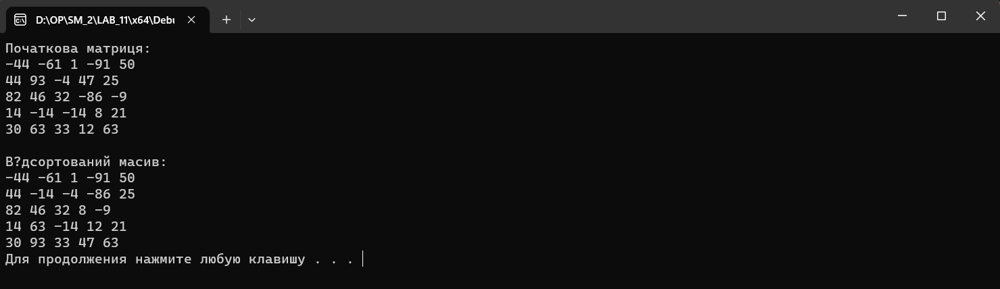 D:\OP\SM_2\LAB_11\x64\Debu
Початкова матриця:
-44 -61 1 -91 50
44 93 -4 47 25
82 46 32 -86 -9
14 -14 -14 8 21
30 63 33 12 63
В?дсортований масив:
-44 -61 1 -91 50
44 -14 -4 -86 25
82 46 32 8 -9
14 63 -14 12 21
30 93 33 47 63
Для продолжения нажмите любую клавишу . . .